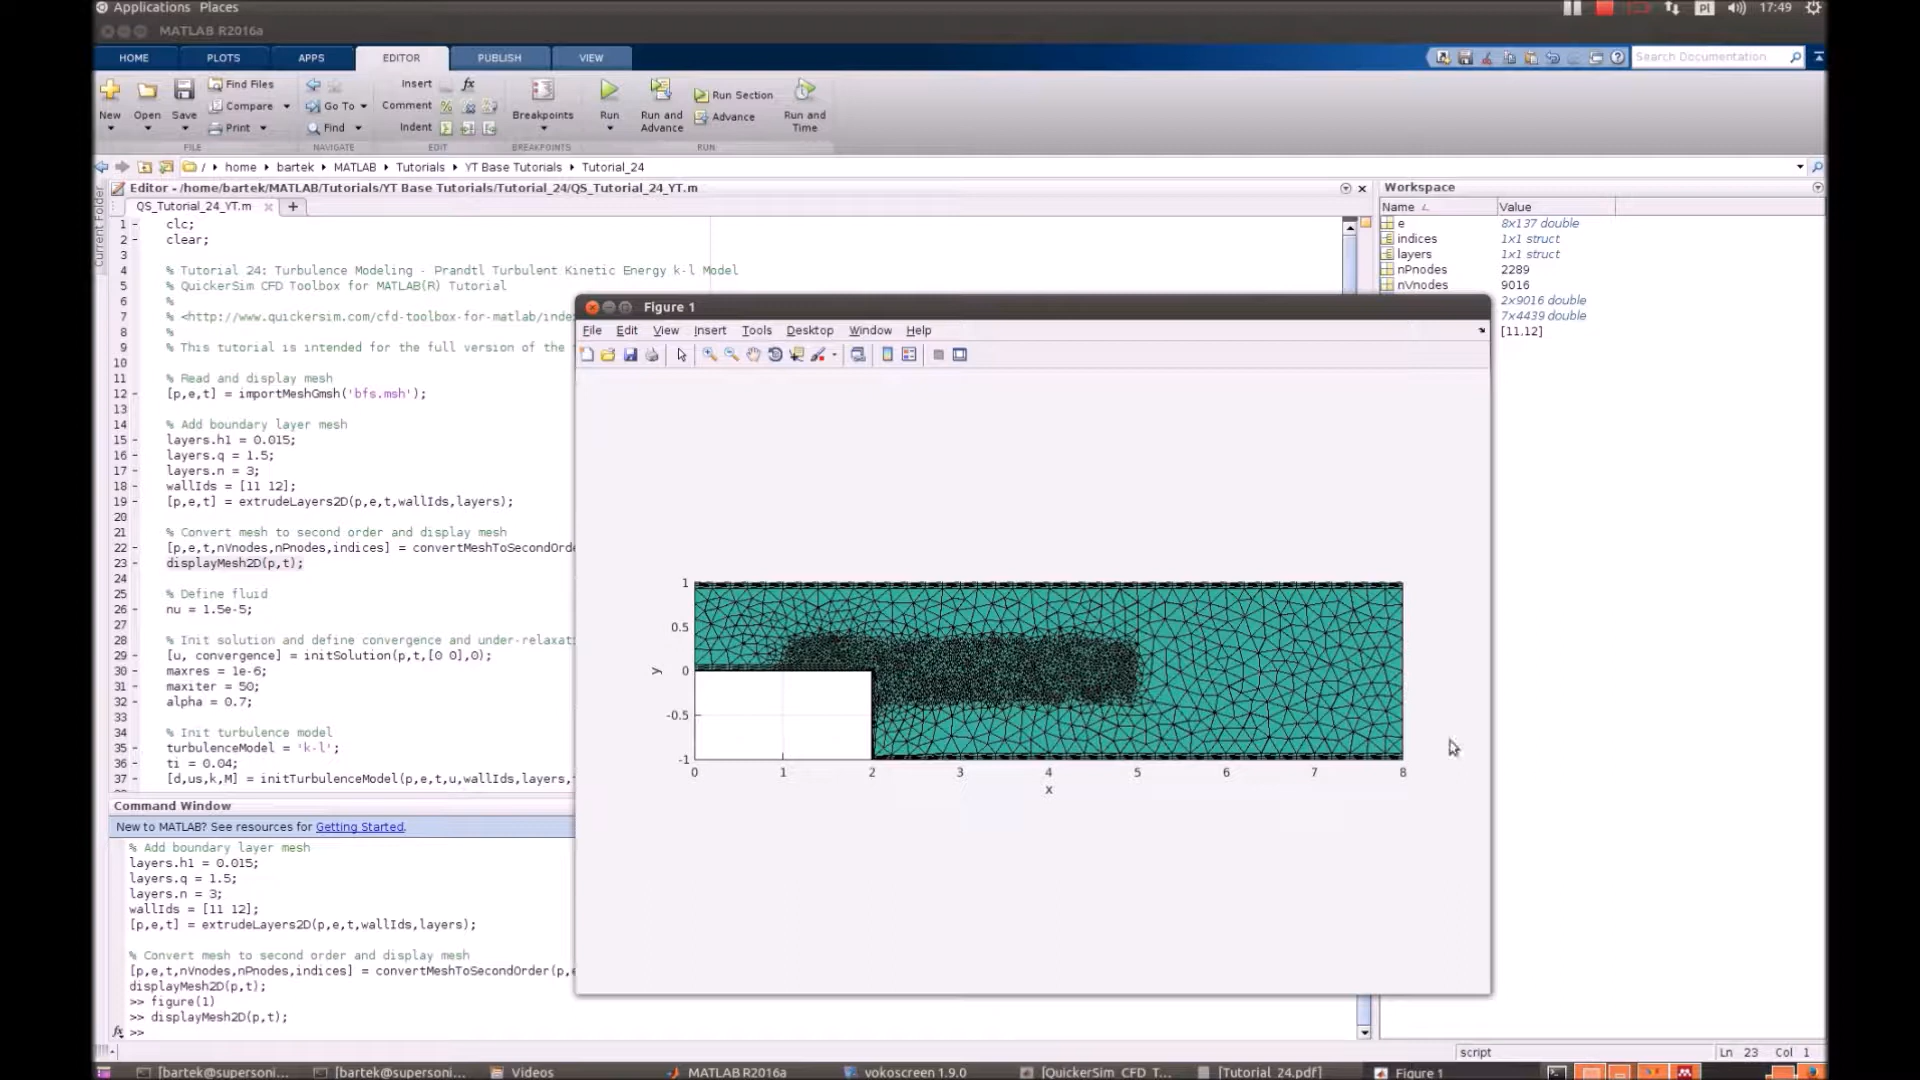 Applications Places
Pl 17:49
MATLAB R2016a
HOME PLOTS APPS EDITOR PUBLISH VIEW
Search Documentation
New Open Save Find Files Compare Print
Go To Find
Insert fx Comment Indent
Breakpoints Run Run and Advance Run Section Advance Run and Time
FILE NAVIGATE EDIT BREAKPOINTS RUN
/ home bartek MATLAB Tutorials YT Base Tutorials Tutorial_24
Current Folder
Editor - /home/bartek/MATLAB/Tutorials/YT Base Tutorials/Tutorial_24/QS_Tutorial_24_YT.m
QS_Tutorial_24_YT.m
1 clc;
2 clear;
3
4 % Tutorial 24: Turbulence Modeling - Prandtl Turbulent Kinetic Energy k-l Model
5 % QuickerSim CFD Toolbox for MATLAB(R) Tutorial
6 %
7 % <http://www.quickersim.com/cfd-toolbox-for-matlab/inde
8 %
9 % This tutorial is intended for the full version of the
10
11 % Read and display mesh
12 [p,e,t] = importMeshGmsh('bfs.msh');
13
14 % Add boundary layer mesh
15 layers.h1 = 0.015;
16 layers.q = 1.5;
17 layers.n = 3;
18 wallIds = [11 12];
19 [p,e,t] = extrudeLayers2D(p,e,t,wallIds,layers);
20
21 % Convert mesh to second order and display mesh
22 [p,e,t,nVnodes,nPnodes,indices] = convertMeshToSecondOrde
23 displayMesh2D(p,t);
24
25 % Define fluid
26 nu = 1.5e-5;
27
28 % Init solution and define convergence and under-relaxat
29 [u, convergence] = initSolution(p,t,[0 0],0);
30 maxres = 1e-6;
31 maxiter = 50;
32 alpha = 0.7;
33
34 % Init turbulence model
35 turbulenceModel = 'k-l';
36 ti = 0.04;
37 [d,us,k,M] = initTurbulenceModel(p,e,t,u,wallIds,layers,
Command Window
New to MATLAB? See resources for Getting Started.
% Add boundary layer mesh
layers.h1 = 0.015;
layers.q = 1.5;
layers.n = 3;
wallIds = [11 12];
[p,e,t] = extrudeLayers2D(p,e,t,wallIds,layers);
% Convert mesh to second order and display mesh
[p,e,t,nVnodes,nPnodes,indices] = convertMeshToSecondOrder(p,e
displayMesh2D(p,t);
>> figure(1)
>> displayMesh2D(p,t);
fx >>
Figure 1
File Edit View Insert Tools Desktop Window Help
1
0.5
0
-0.5
-1
y
0 1 2 3 4 5 6 7 8
x
Workspace
Name Value
e 8x137 double
indices 1x1 struct
layers 1x1 struct
nPnodes 2289
nVnodes 9016
2x9016 double
7x4439 double
[11,12]
script Ln 23 Col 1
[bartek@supersoni... [bartek@supersoni... Videos MATLAB R2016a vokoscreen 1.9.0 [QuickerSim CFD T... [Tutorial_24.pdf] Figure 1